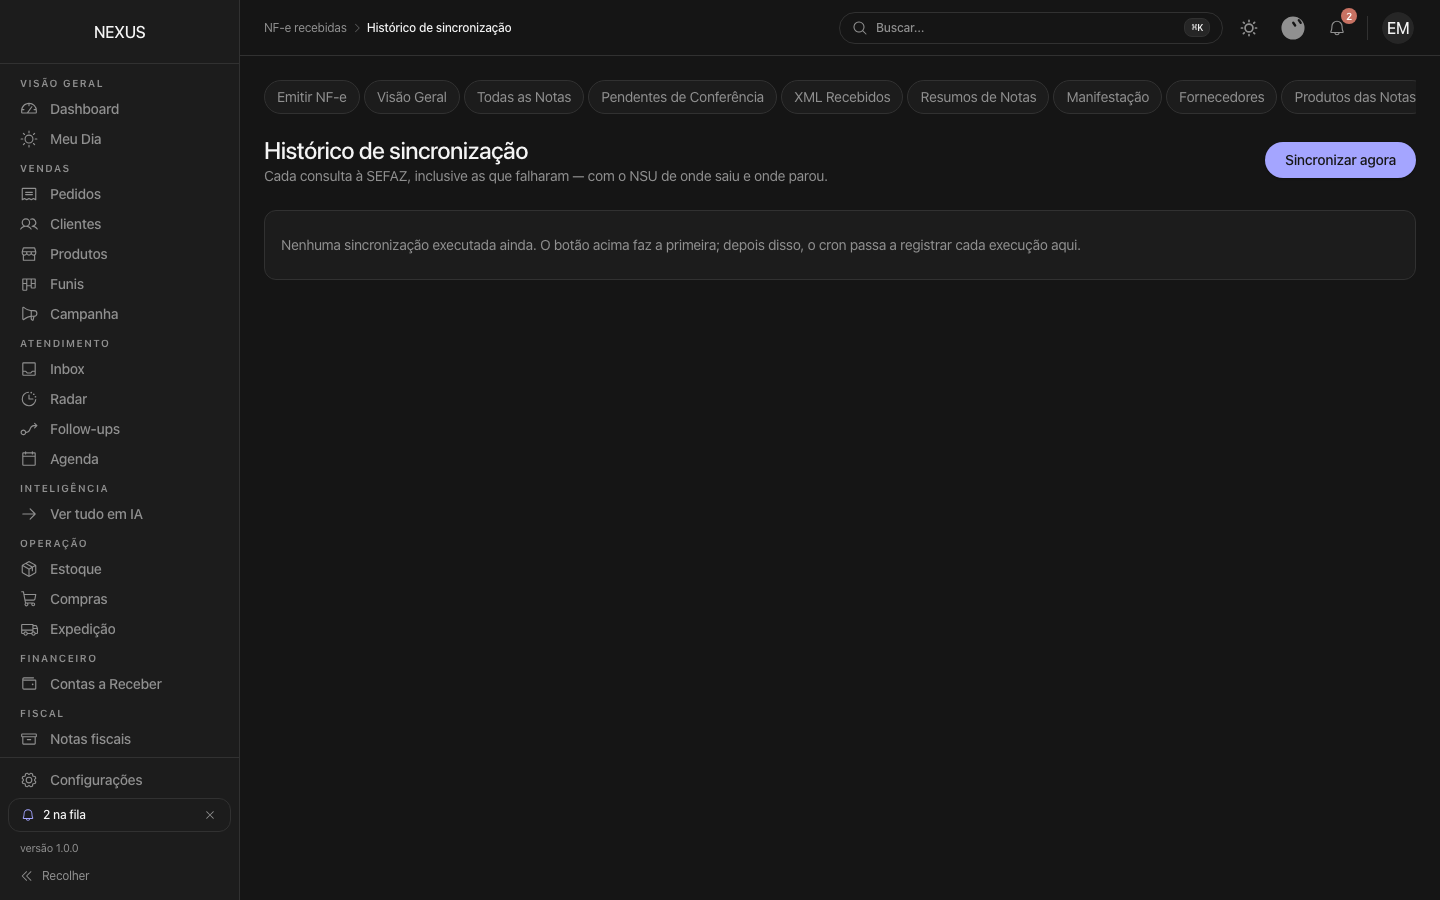 NEXUS
VISÃO GERAL
Dashboard
Meu Dia
VENDAS
Pedidos
Clientes
Produtos
Funis
Campanha
ATENDIMENTO
Inbox
Radar
Follow-ups
Agenda
INTELIGÊNCIA
Ver tudo em IA
OPERAÇÃO
Estoque
Compras
Expedição
FINANCEIRO
Contas a Receber
FISCAL
Notas fiscais
Configurações
2 na fila
versão 1.0.0
Recolher
NF-e recebidas > Histórico de sincronização
Buscar... ⌘K
2
EM
Emitir NF-e Visão Geral Todas as Notas Pendentes de Conferência XML Recebidos Resumos de Notas Manifestação Fornecedores Produtos das Notas
Histórico de sincronização
Cada consulta à SEFAZ, inclusive as que falharam — com o NSU de onde saiu e onde parou.
Sincronizar agora
Nenhuma sincronização executada ainda. O botão acima faz a primeira; depois disso, o cron passa a registrar cada execução aqui.